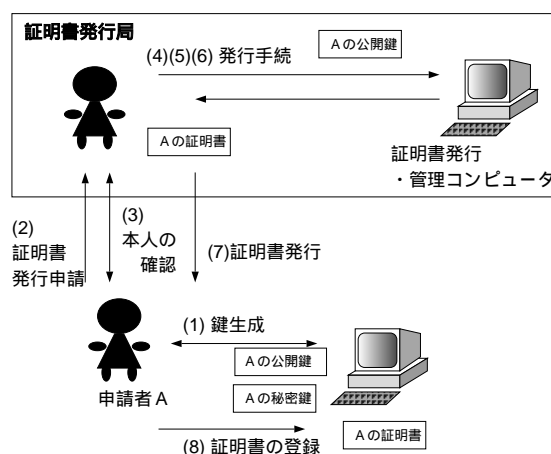 証明書発行局
(4)(5)(6) 発行手続
Aの公開鍵
Aの証明書
証明書発行
・管理コンピュータ
(2)
証明書
発行申請
(3)
本人の
確認
(7)証明書発行
(1) 鍵生成
Aの公開鍵
Aの秘密鍵
申請者A
(8) 証明書の登録
Aの証明書